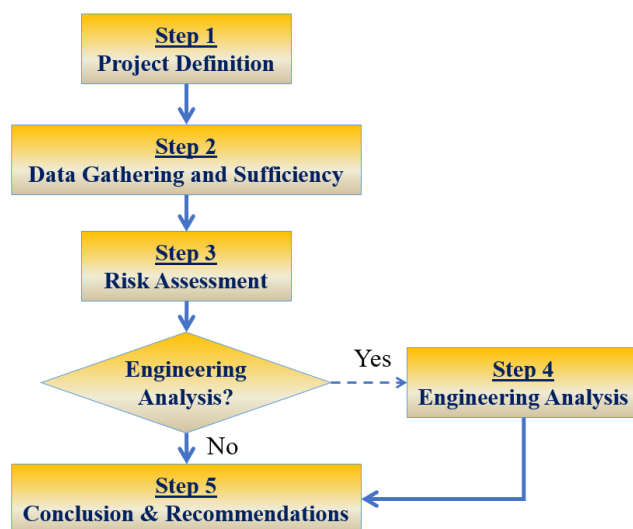 Step 1
Project Definition
Step 2
Data Gathering and Sufficiency
Step 3
Risk Assessment
Engineering
Analysis?
Yes
Step 4
Engineering Analysis
No
Step 5
Conclusion & Recommendations